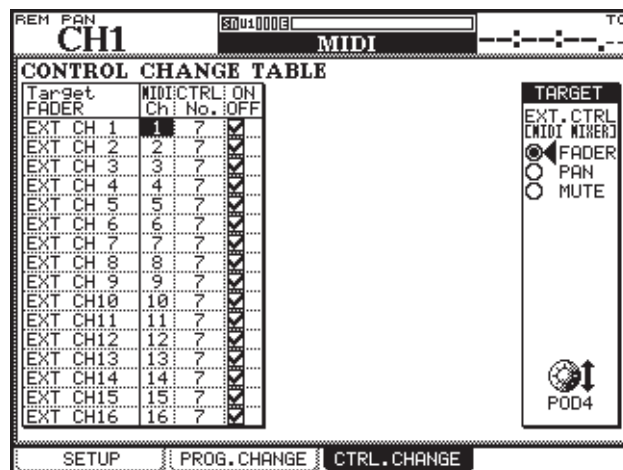 REM PAN
CH1
MIDI
TC
--:--:--.--
CONTROL CHANGE TABLE
Target FADER MIDI Ch CTRL No. ON OFF
EXT CH 1 1 7
EXT CH 2 2 7
EXT CH 3 3 7
EXT CH 4 4 7
EXT CH 5 5 7
EXT CH 6 6 7
EXT CH 7 7 7
EXT CH 8 8 7
EXT CH 9 9 7
EXT CH10 10 7
EXT CH11 11 7
EXT CH12 12 7
EXT CH13 13 7
EXT CH14 14 7
EXT CH15 15 7
EXT CH16 16 7
TARGET
EXT.CTRL
[MIDI MIXER]
FADER
PAN
MUTE
POD4
SETUP PROG.CHANGE CTRL.CHANGE